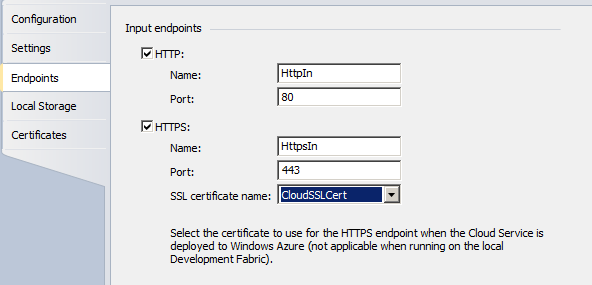 Configuration
Settings
Endpoints
Local Storage
Certificates
Input endpoints
HTTP:
Name: HttpIn
Port: 80
HTTPS:
Name: HttpsIn
Port: 443
SSL certificate name: CloudSSLCert
Select the certificate to use for the HTTPS endpoint when the Cloud Service is
deployed to Windows Azure (not applicable when running on the local
Development Fabric).